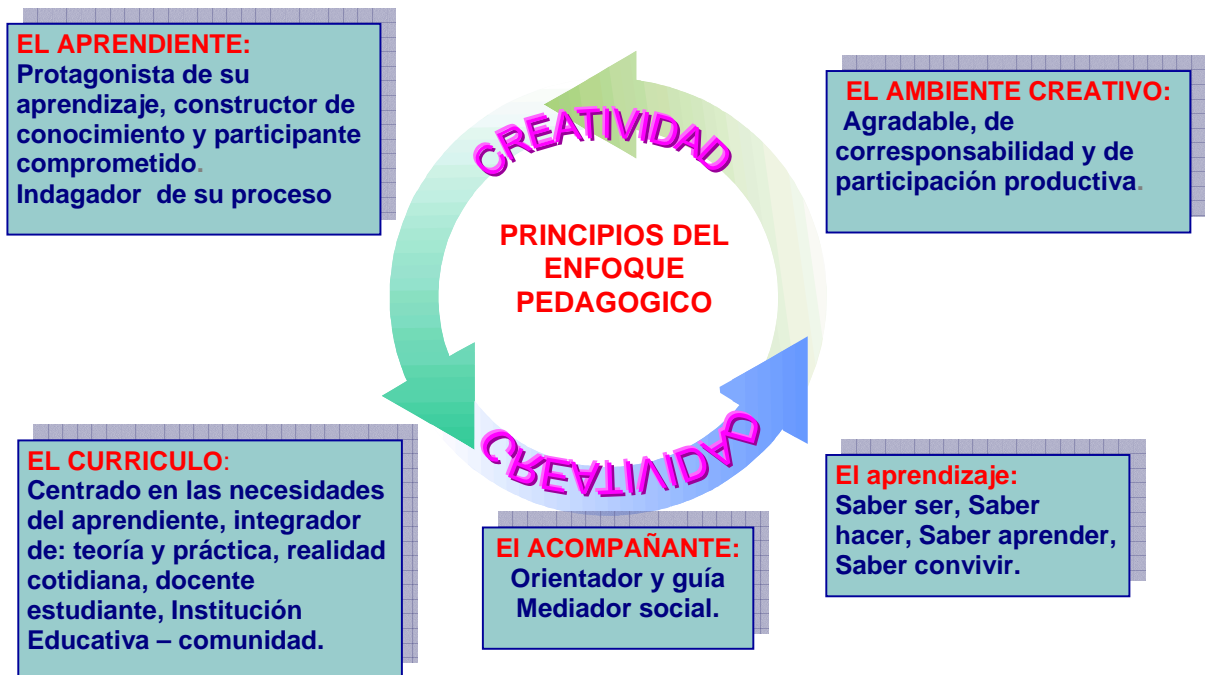 EL APRENDIENTE:
Protagonista de su
aprendizaje, constructor de
conocimiento y participante
comprometido.
Indagador de su proceso
EL AMBIENTE CREATIVO:
Agradable, de
corresponsabilidad y de
participación productiva.
CREATIVIDAD
PRINCIPIOS DEL
ENFOQUE
PEDAGOGICO
CREATIVIDAD
EL CURRICULO:
Centrado en las necesidades
del aprendiente, integrador
de: teoría y práctica, realidad
cotidiana, docente
estudiante, Institución
Educativa – comunidad.
El ACOMPAÑANTE:
Orientador y guía
Mediador social.
El aprendizaje:
Saber ser, Saber
hacer, Saber aprender,
Saber convivir.